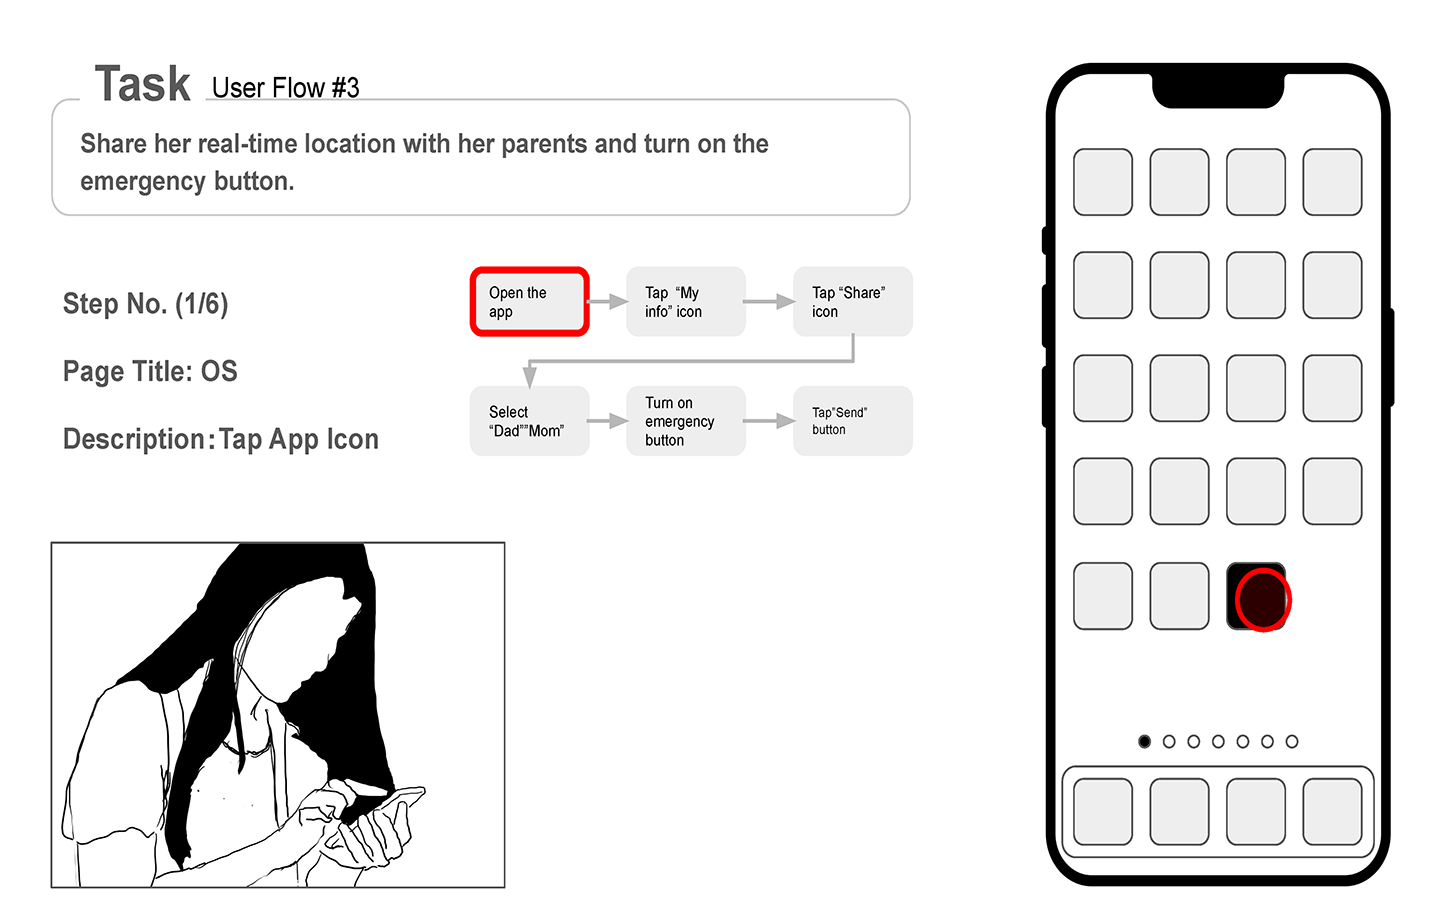 Task User Flow #3
Share her real-time location with her parents and turn on the
emergency button.
Step No. (1/6)
Page Title: OS
Description:Tap App Icon
Open the
app
Tap “My
info” icon
Tap “Share”
icon
Select
“Dad””Mom”
Turn on
emergency
button
Tap”Send”
button